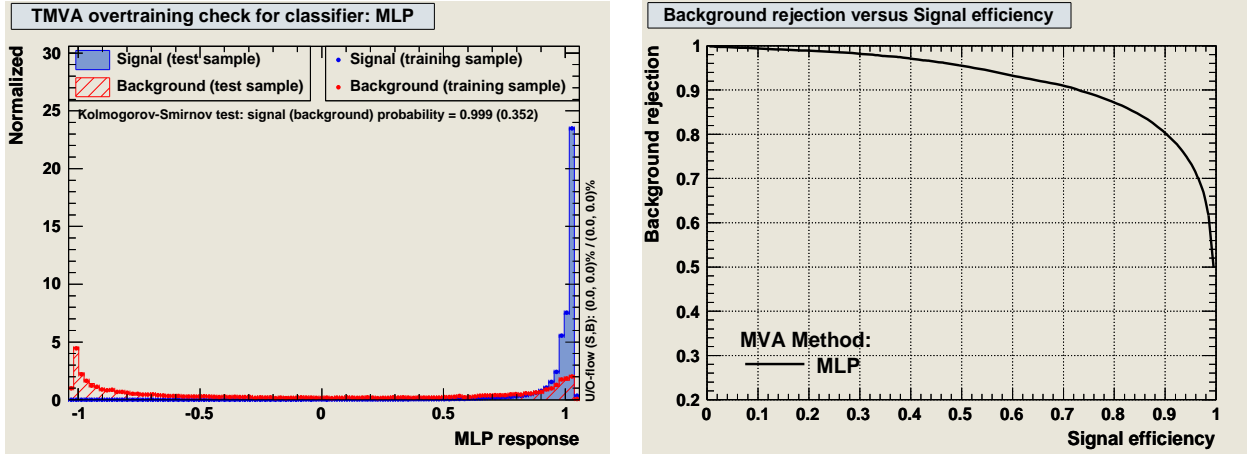 TMVA overtraining check for classifier: MLP
Normalized
30
25
20
15
10
5
0
Signal (test sample)
Background (test sample)
Signal (training sample)
Background (training sample)
Kolmogorov-Smirnov test: signal (background) probability = 0.999 (0.352)
U/O-flow (S,B): (0.0, 0.0)% / (0.0, 0.0)%
-1 -0.5 0 0.5 1
MLP response
Background rejection versus Signal efficiency
Background rejection
1
0.9
0.8
0.7
0.6
0.5
0.4
0.3
0.2
MVA Method:
MLP
0 0.1 0.2 0.3 0.4 0.5 0.6 0.7 0.8 0.9 1
Signal efficiency